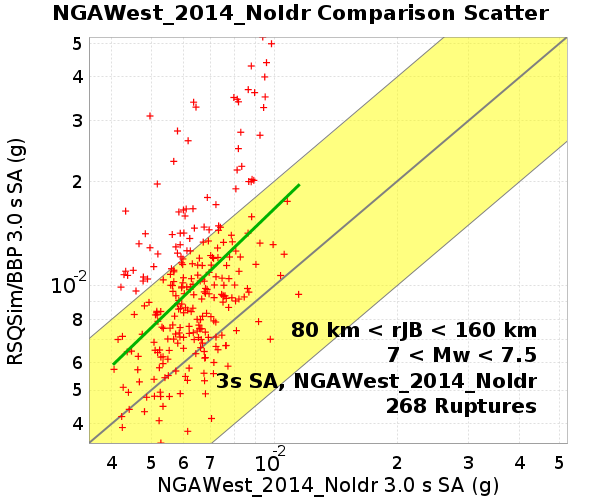 NGAWest_2014_NoIdr Comparison Scatter
RSQSim/BBP 3.0 s SA (g)
5
4
3
2
10^-2
8
6
5
4
80 km < rJB < 160 km
7 < Mw < 7.5
3s SA, NGAWest_2014_NoIdr
268 Ruptures
4 5 6 7 10^-2 2 3 4 5
NGAWest_2014_NoIdr 3.0 s SA (g)